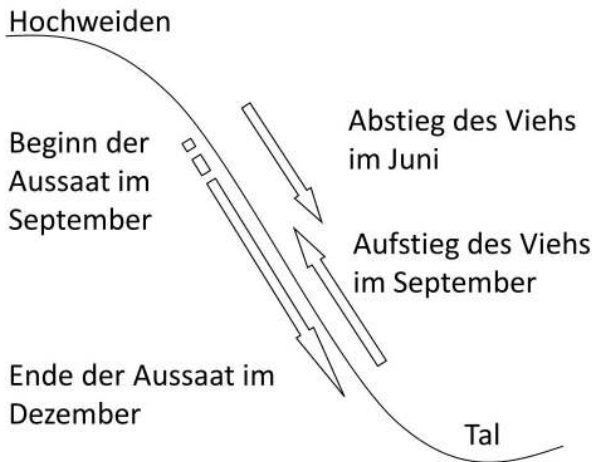 Hochweiden
Abstieg des Viehs
im Juni
Beginn der
Aussaat im
September
Aufstieg des Viehs
im September
Ende der Aussaat im
Dezember
Tal